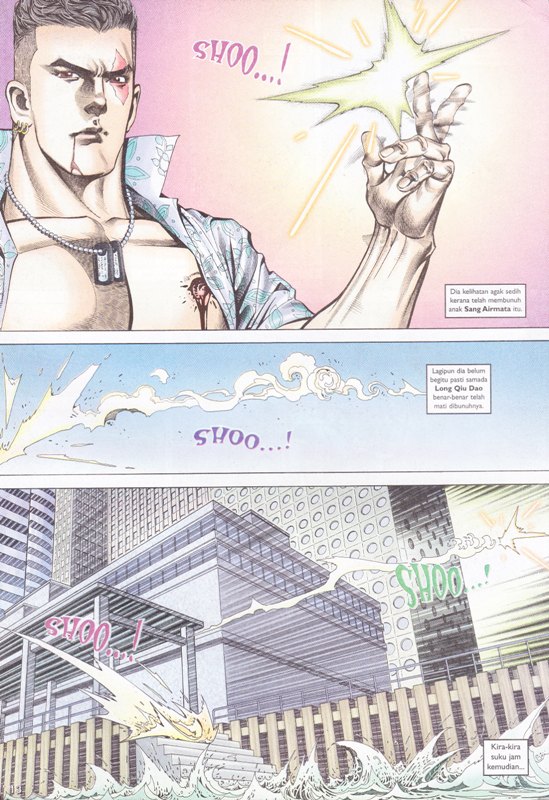 SHOO....!
Dia kelihatan agak sedih
kerana telah membunuh
anak Sang Airmata itu.
Lagipun dia belum
begitu pasti samada
Long Qiu Dao
benar-benar telah
mati dibunuhnya.
SHOO...!
SHOO...!
SHOO....!
Kira-kira
suku jam
kemudian...